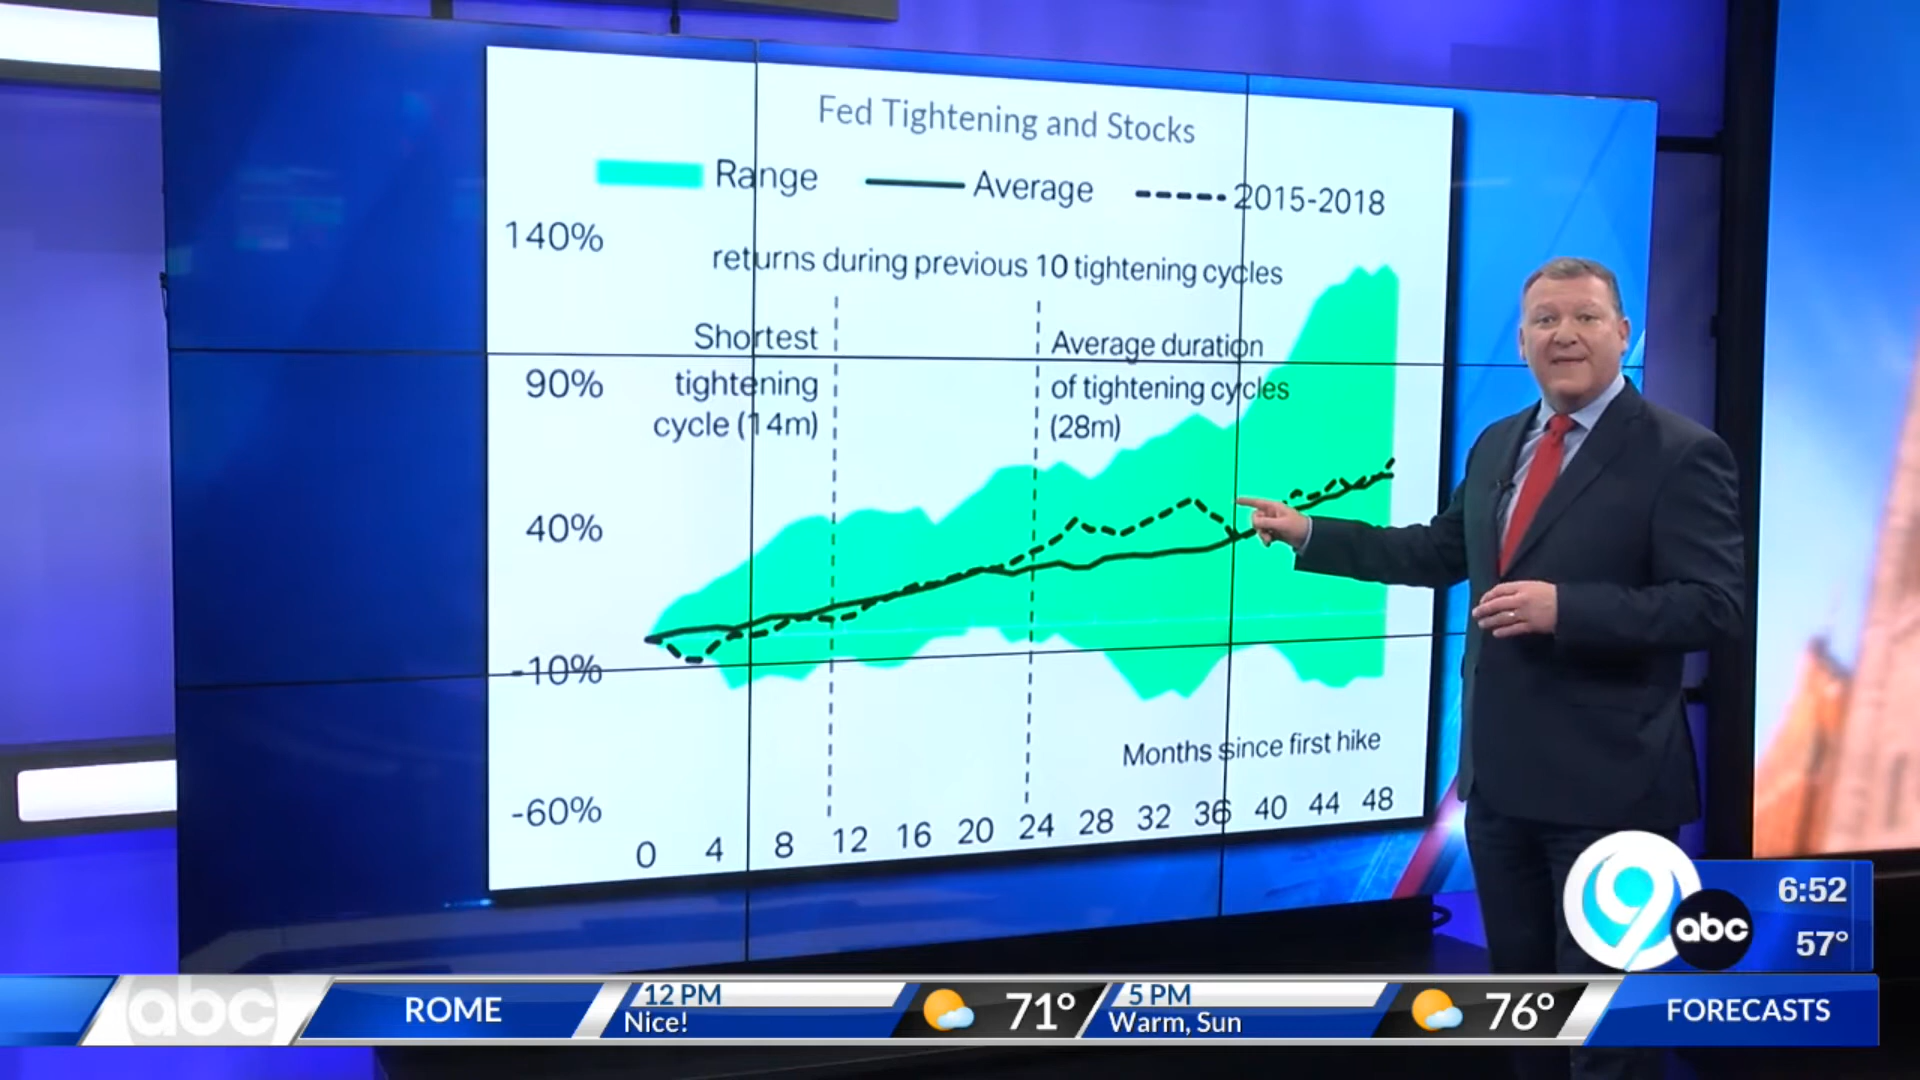 Fed Tightening and Stocks
Range Average 2015-2018
140%
returns during previous 10 tightening cycles
Shortest
tightening
cycle (14m)
Average duration
of tightening cycles
(28m)
90%
40%
-10%
-60%
Months since first hike
0 4 8 12 16 20 24 28 32 36 40 44 48
9 abc
6:52
57°
abc
ROME
12 PM
Nice!
71°
5 PM
Warm, Sun
76°
FORECASTS